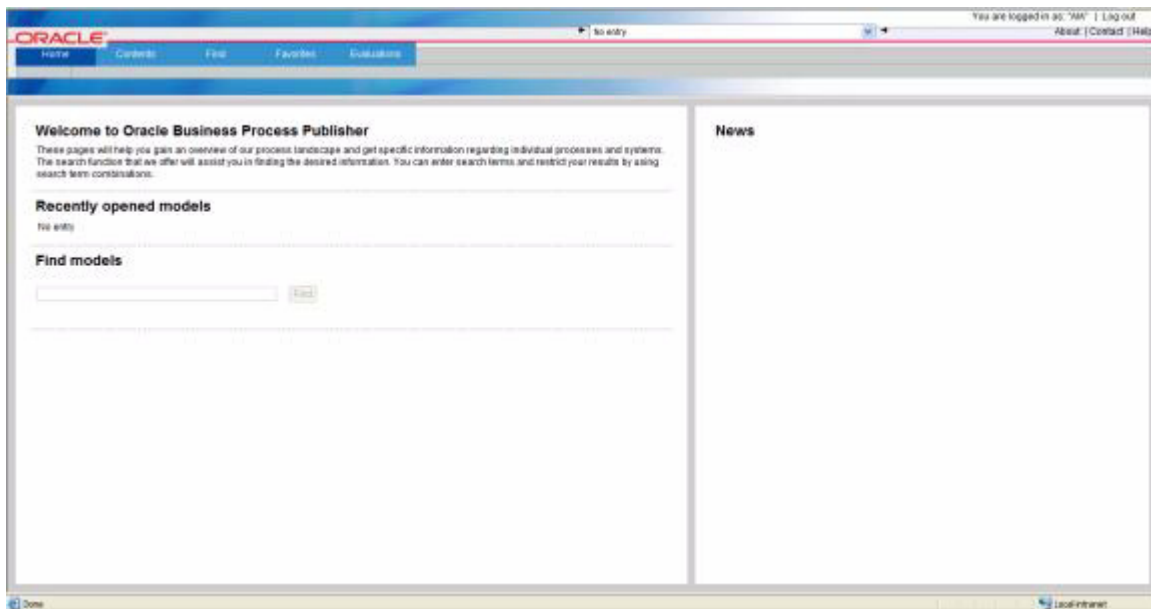 You are logged in as: "AIA" | Log out
ORACLE
No entry
About | Contact | Help
Home Contents Find Favorites Evaluations
Welcome to Oracle Business Process Publisher
These pages will help you gain an overview of our process landscape and get specific information regarding individual processes and systems.
The search function that we offer will assist you in finding the desired information. You can enter search terms and restrict your results by using
search term combinations.
Recently opened models
No entry
Find models
Find
News
Done
Local intranet